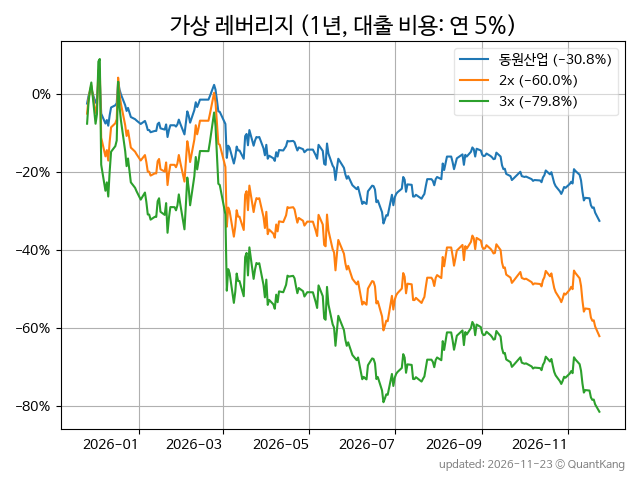 가상 레버리지 (1년, 대출 비용: 연 5%)
동원산업 (−30.8%)
2x (−60.0%)
3x (−79.8%)
0%
−20%
−40%
−60%
−80%
2026−01 2026−03 2026−05 2026−07 2026−09 2026−11
updated: 2026-11-23 © QuantKang